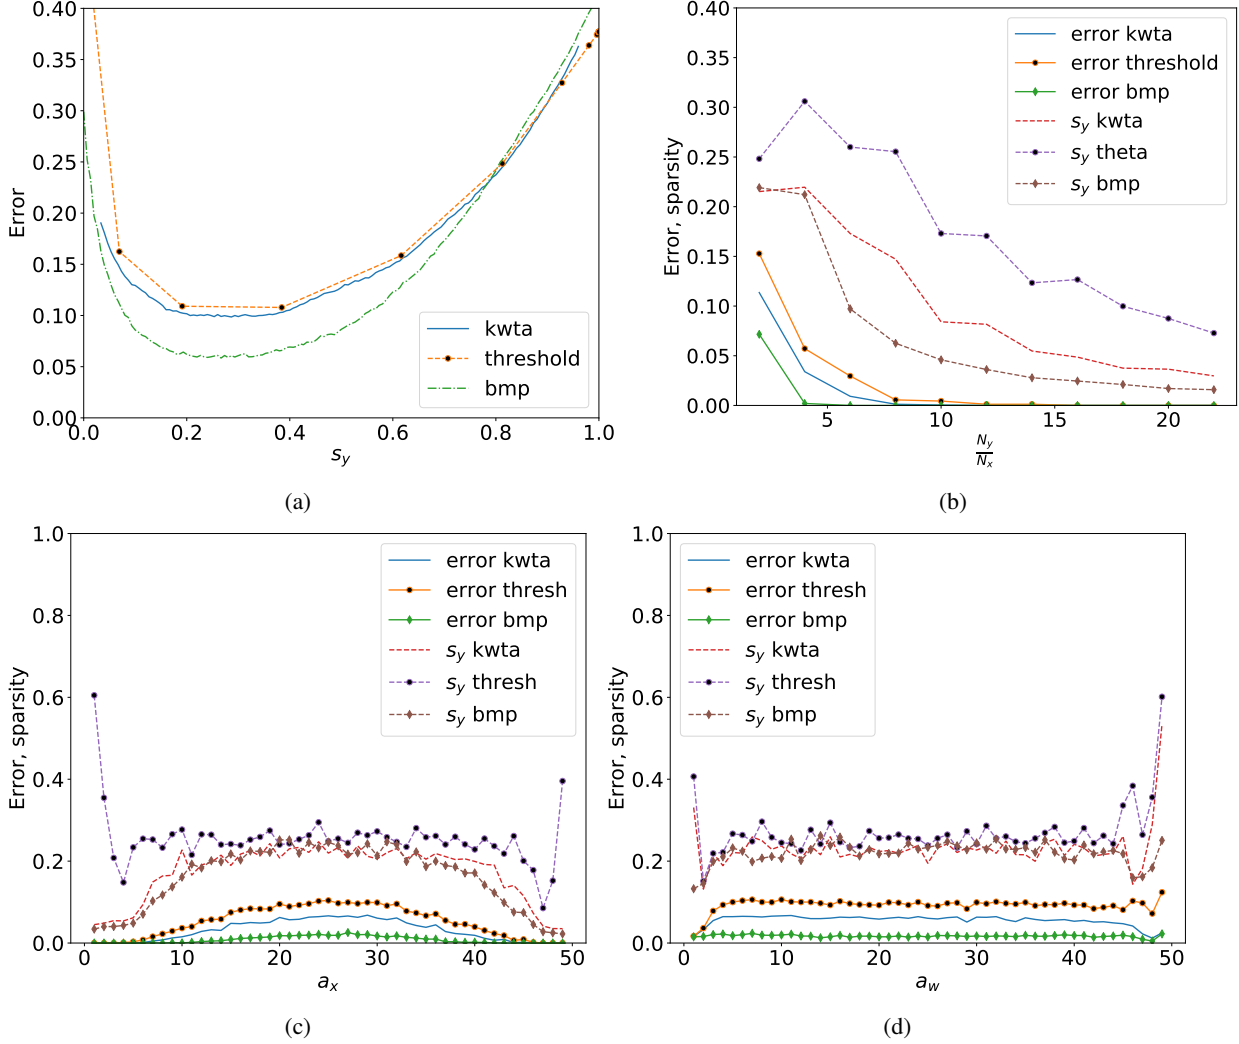 0.40
0.35
0.30
0.25
0.20
0.15
0.10
0.05
0.00
Error
0.0
0.2
0.4
0.6
0.8
1.0
s_y
kwta
threshold
bmp
(a)
0.40
0.35
0.30
0.25
0.20
0.15
0.10
0.05
0.00
Error, sparsity
5
10
15
20
N_y
N_x
error kwta
error threshold
error bmp
s_y kwta
s_y theta
s_y bmp
(b)
1.0
0.8
0.6
0.4
0.2
0.0
Error, sparsity
0
10
20
30
40
50
a_x
error kwta
error thresh
error bmp
s_y kwta
s_y thresh
s_y bmp
(c)
1.0
0.8
0.6
0.4
0.2
0.0
Error, sparsity
0
10
20
30
40
50
a_w
error kwta
error thresh
error bmp
s_y kwta
s_y thresh
s_y bmp
(d)